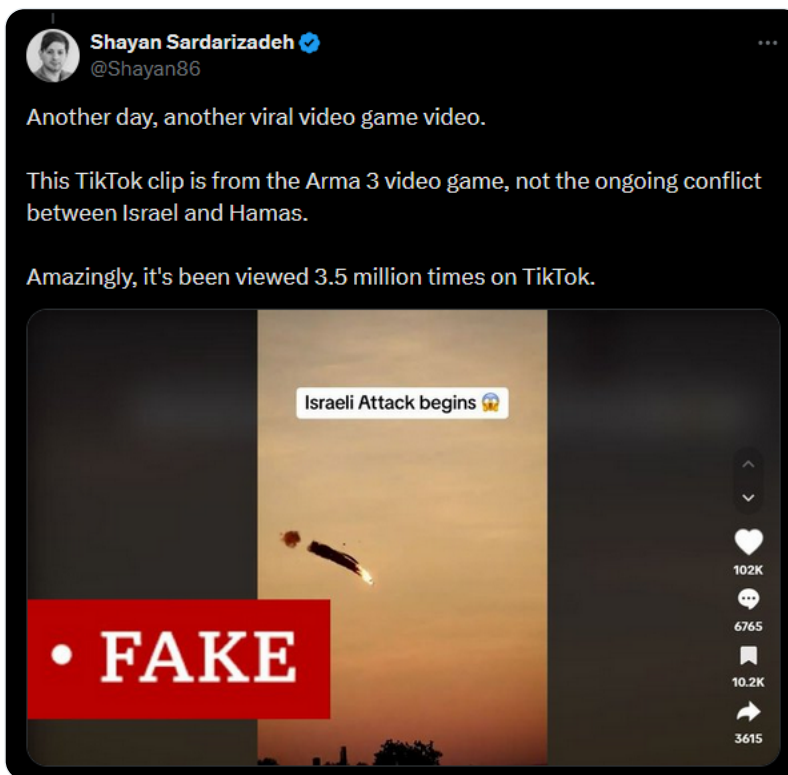 Shayan Sardarizadeh
@Shayan86
Another day, another viral video game video.
This TikTok clip is from the Arma 3 video game, not the ongoing conflict
between Israel and Hamas.
Amazingly, it's been viewed 3.5 million times on TikTok.
Israeli Attack begins 😱
102K
6765
• FAKE
10.2K
3615